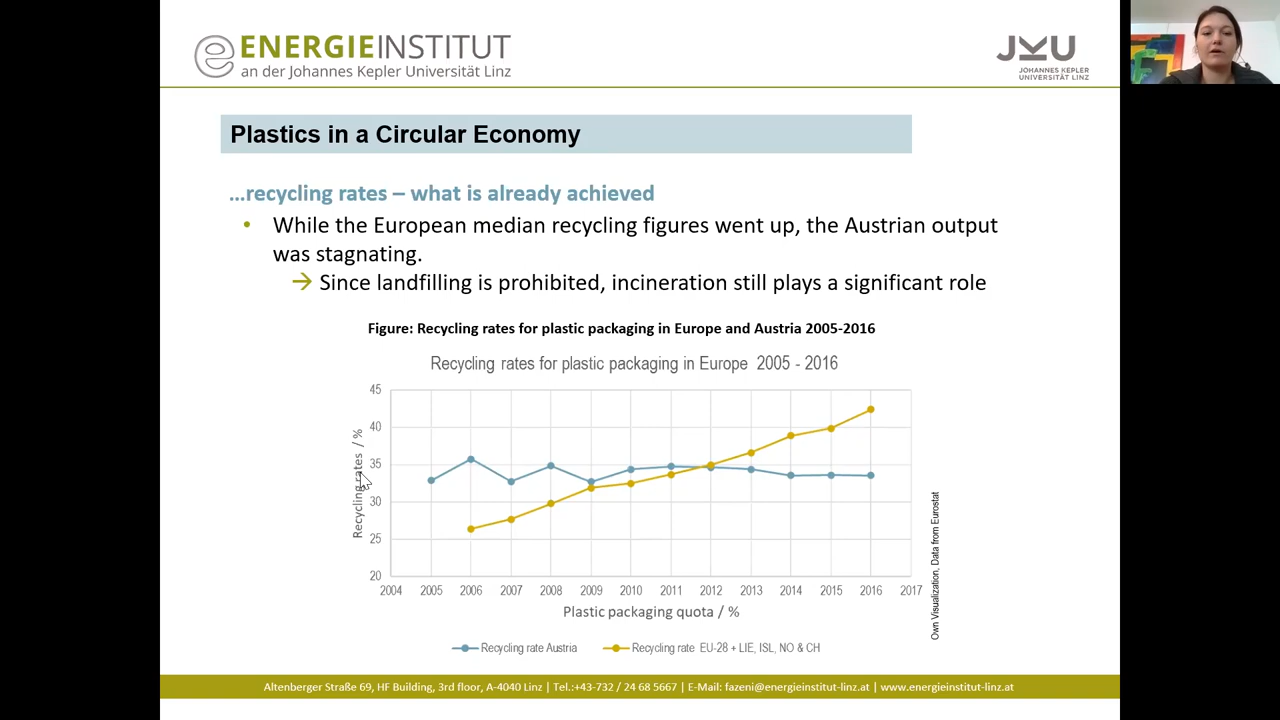 ENERGIEINSTITUT
an der Johannes Kepler Universität Linz
JKU
JOHANNES KEPLER
UNIVERSITÄT LINZ
Plastics in a Circular Economy
...recycling rates – what is already achieved
• While the European median recycling figures went up, the Austrian output
was stagnating.
→ Since landfilling is prohibited, incineration still plays a significant role
Figure: Recycling rates for plastic packaging in Europe and Austria 2005-2016
Recycling rates for plastic packaging in Europe 2005 - 2016
Recycling rates / %
45
40
35
30
25
20
2004 2005 2006 2007 2008 2009 2010 2011 2012 2013 2014 2015 2016 2017
Plastic packaging quota / %
Recycling rate Austria
Recycling rate EU-28 + LIE, ISL, NO & CH
Own Visualization, Data from Eurostat
Altenberger Straße 69, HF Building, 3rd floor, A-4040 Linz | Tel.:+43-732 / 24 68 5667 | E-Mail: fazeni@energieinstitut-linz.at | www.energieinstitut-linz.at